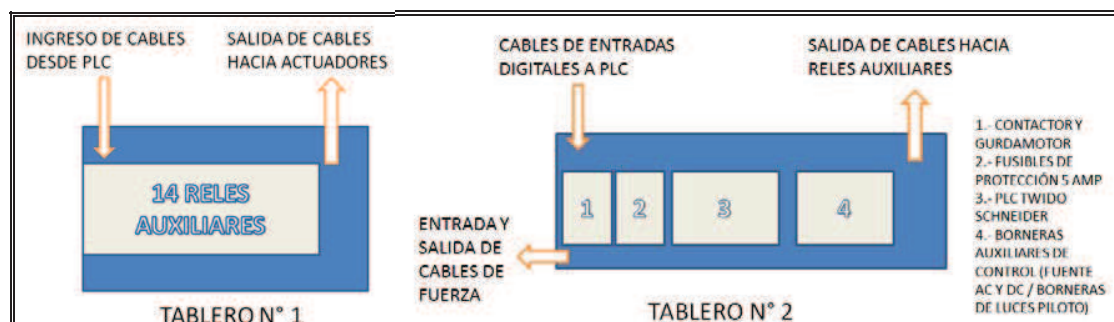 INGRESO DE CABLES
DESDE PLC
SALIDA DE CABLES
HACIA ACTUADORES
14 RELES
AUXILIARES
TABLERO N° 1
CABLES DE ENTRADAS
DIGITALES A PLC
SALIDA DE CABLES HACIA
RELES AUXILIARES
1
2
3
4
ENTRADA Y
SALIDA DE
CABLES DE
FUERZA
TABLERO N° 2
1.- CONTACTOR Y
GURDAMOTOR
2.- FUSIBLES DE
PROTECCIÓN 5 AMP
3.- PLC TWIDO
SCHNEIDER
4.- BORNERAS
AUXILIARES DE
CONTROL (FUENTE
AC Y DC / BORNERAS
DE LUCES PILOTO)